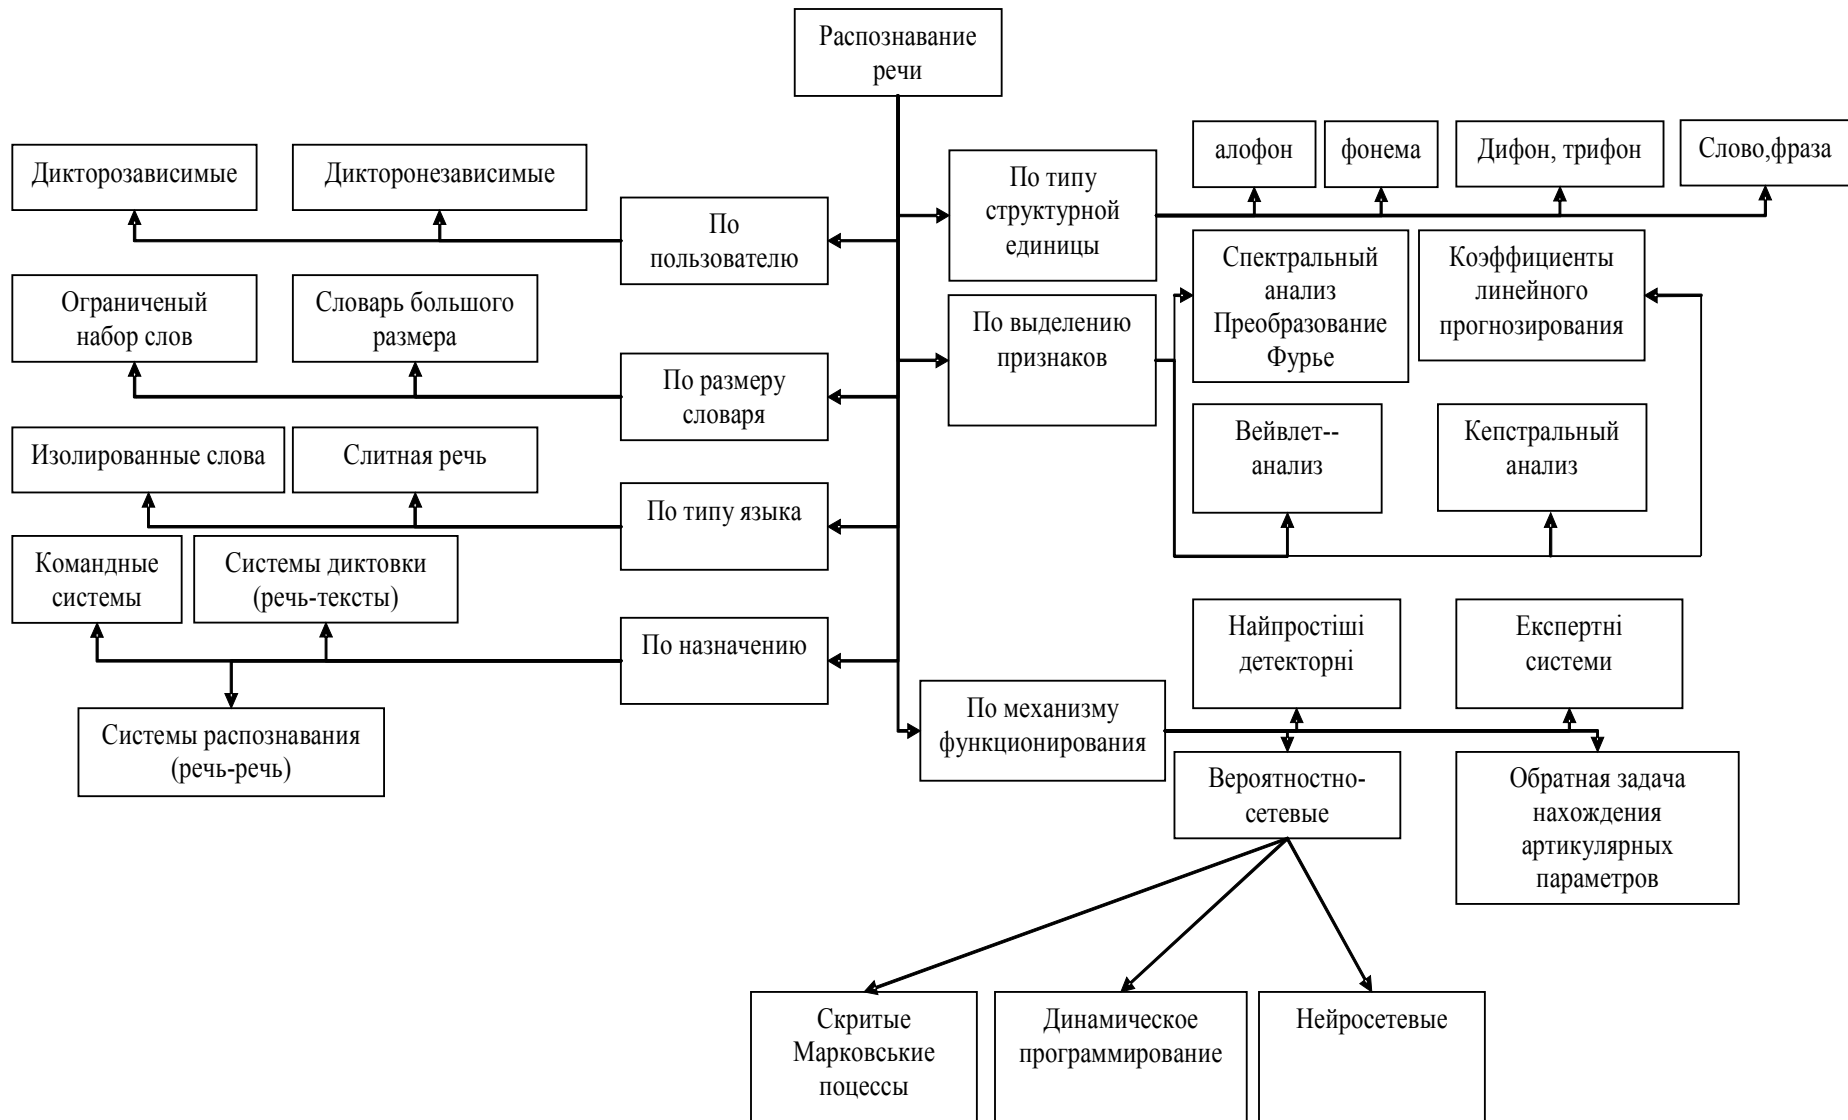 Распознавание
речи
Дикторозависимые
Дикторонезависимые
По
пользователю
Ограниченый
набор слов
Словарь большого
размера
По размеру
словаря
Изолированные слова
Слитная речь
По типу языка
Командные
системы
Системы диктовки
(речь-тексты)
По назначению
Системы распознавания
(речь-речь)
По типу
структурной
единицы
алофон
фонема
Дифон, трифон
Слово,фраза
По выделению
признаков
Спектральный
анализ
Преобразование
Фурье
Коэффициенты
линейного
прогнозирования
Вейвлет--
анализ
Кепстральный
анализ
По механизму
функционирования
Найпростіші
детекторні
Експертні
системи
Вероятностно-
сетевые
Обратная задача
нахождения
артикулярных
параметров
Скритые
Марковськие
поцессы
Динамическое
программирование
Нейросетевые